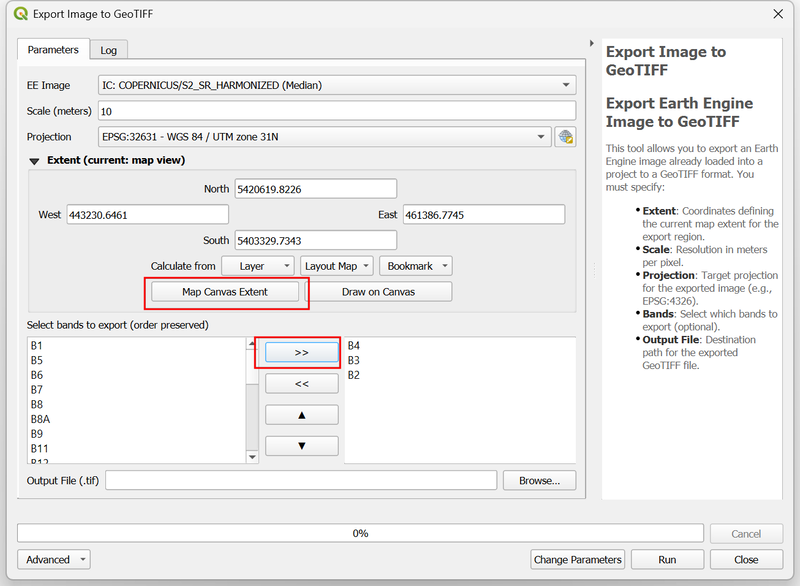 Export Image to GeoTIFF
Parameters
Log
EE Image
IC: COPERNICUS/S2_SR_HARMONIZED (Median)
Scale (meters)
10
Projection
EPSG:32631 - WGS 84 / UTM zone 31N
Extent (current: map view)
North
5420619.8226
West
443230.6461
East
461386.7745
South
5403329.7343
Calculate from
Layer
Layout Map
Bookmark
Map Canvas Extent
Draw on Canvas
Select bands to export (order preserved)
B1
B5
B6
B7
B8
B8A
B9
B11
B12
>>
<<
▲
▼
B4
B3
B2
Output File (.tif)
Browse...
Export Image to
GeoTIFF
Export Earth Engine
Image to GeoTIFF
This tool allows you to export an Earth
Engine image already loaded into a
project to a GeoTIFF format. You
must specify:
• Extent: Coordinates defining
the current map extent for the
export region.
• Scale: Resolution in meters
per pixel.
• Projection: Target projection
for the exported image (e.g.,
EPSG:4326).
• Bands: Select which bands to
export (optional).
• Output File: Destination
path for the exported
GeoTIFF file.
0%
Cancel
Advanced
Change Parameters
Run
Close